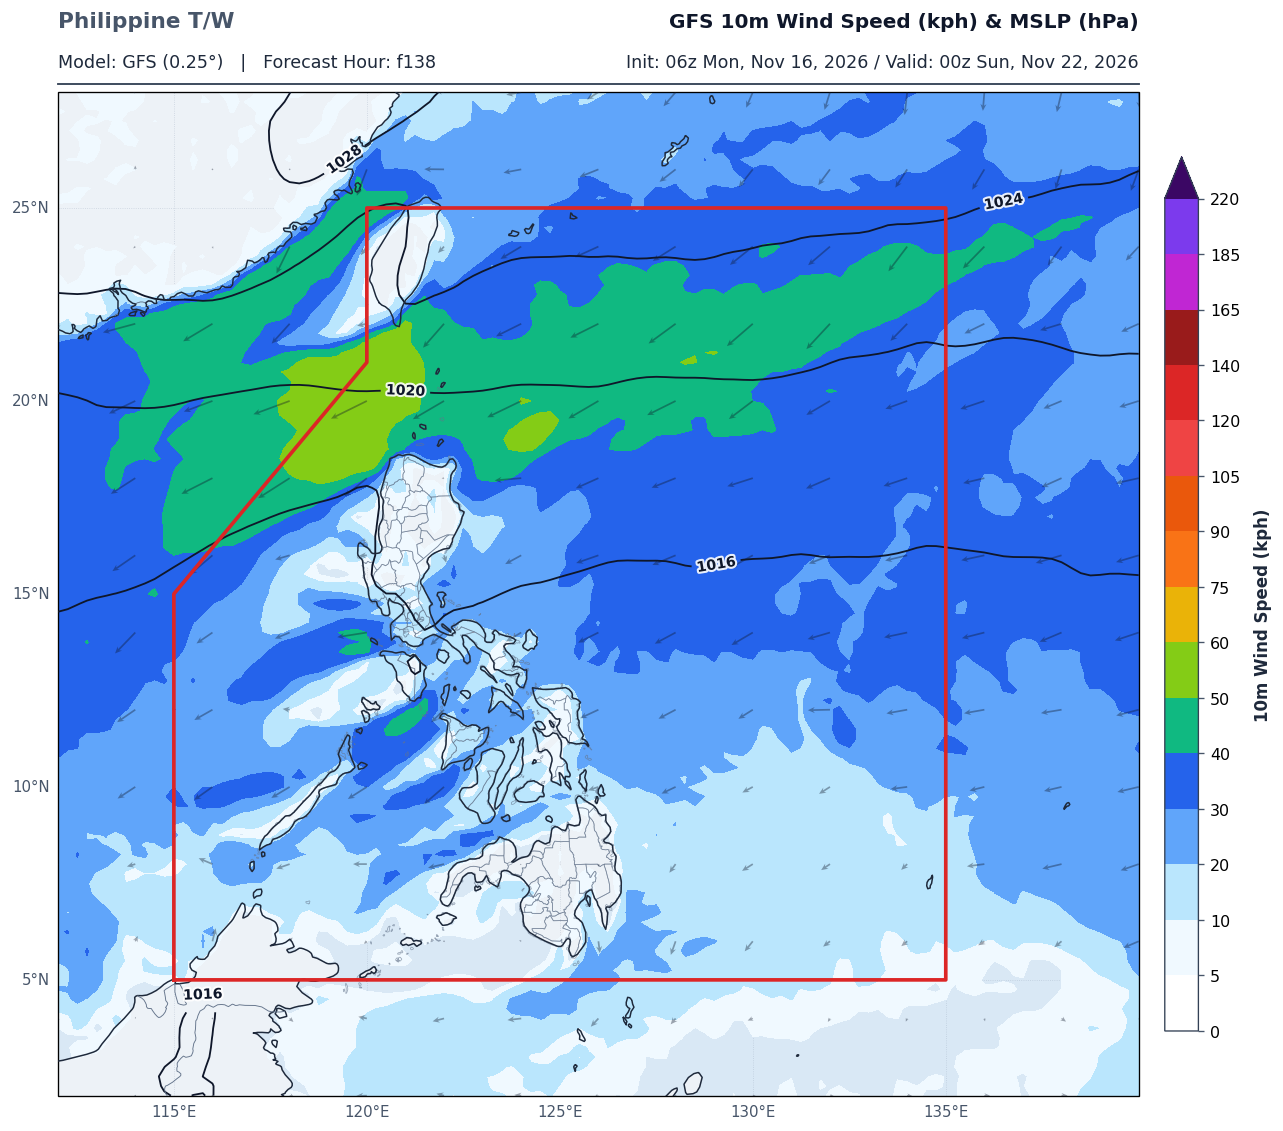 Philippine T/W
GFS 10m Wind Speed (kph) & MSLP (hPa)
Model: GFS (0.25°) | Forecast Hour: f138
Init: 06z Mon, Nov 16, 2026 / Valid: 00z Sun, Nov 22, 2026
1028
1024
1020
1016
1016
25°N
20°N
15°N
10°N
5°N
115°E
120°E
125°E
130°E
135°E
220
185
165
140
120
105
90
75
60
50
40
30
20
10
5
0
10m Wind Speed (kph)